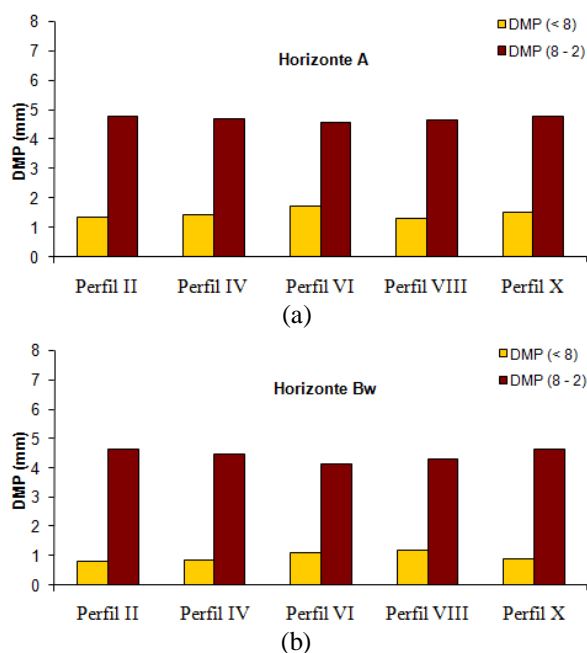 8
7
6
5
4
3
2
1
0
DMP (mm)
Horizonte A
DMP (< 8)
DMP (8 - 2)
Perfil II Perfil IV Perfil VI Perfil VIII Perfil X
(a)
8
7
6
5
4
3
2
1
0
DMP (mm)
Horizonte Bw
DMP (< 8)
DMP (8 - 2)
Perfil II Perfil IV Perfil VI Perfil VIII Perfil X
(b)